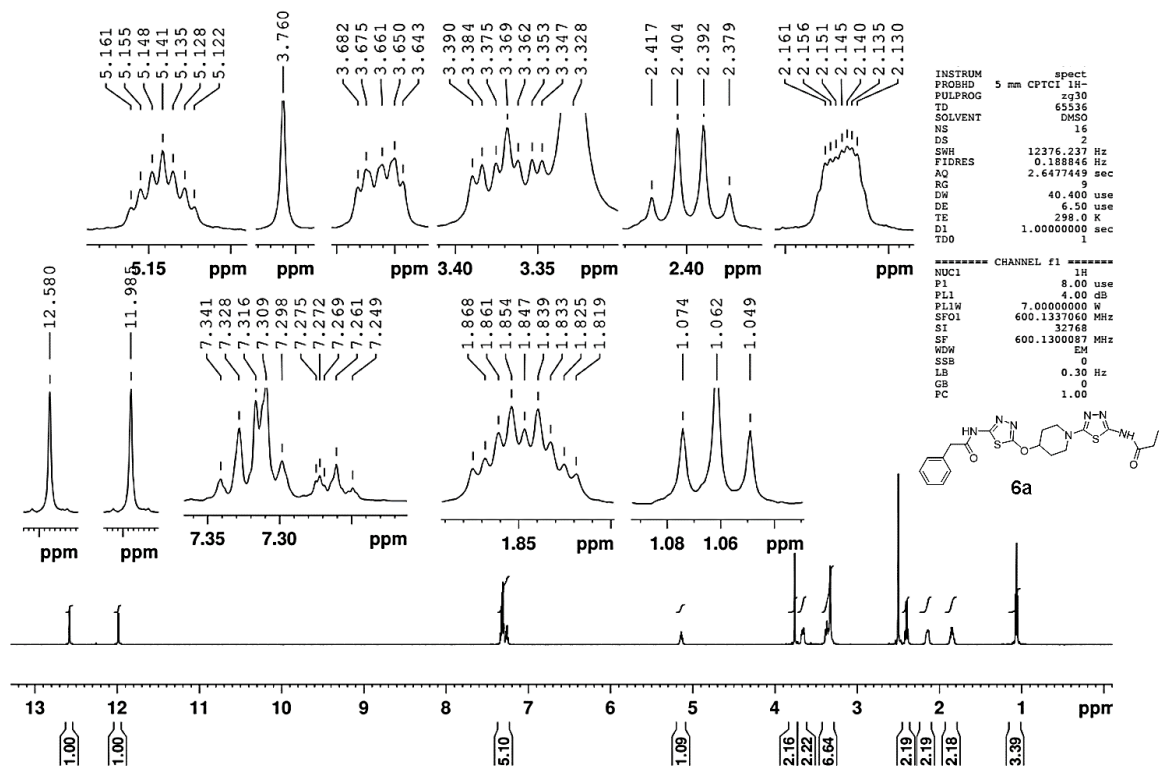 5.161
5.155
5.148
5.141
5.135
5.128
5.122
3.760
3.682
3.675
3.661
3.650
3.643
3.390
3.384
3.375
3.369
3.362
3.353
3.347
3.328
2.417
2.404
2.392
2.379
2.161
2.156
2.151
2.145
2.140
2.135
2.130
5.15 ppm
ppm
ppm
3.40 3.35 ppm
2.40 ppm
ppm
INSTRUM spect
PROBHD 5 mm CPTCI 1H-
PULPROG zg30
TD 65536
SOLVENT DMSO
NS 16
DS 2
SWH 12376.237 Hz
FIDRES 0.188846 Hz
AQ 2.6477449 sec
RG 9
DW 40.400 use
DE 6.50 use
TE 298.0 K
D1 1.00000000 sec
TD0 1
======== CHANNEL f1 =======
NUC1 1H
P1 8.00 use
PL1 4.00 dB
PL1W 7.00000000 W
SFO1 600.1337060 MHz
SI 32768
SF 600.1300087 MHz
WDW EM
SSB 0
LB 0.30 Hz
GB 0
PC 1.00
12.580
11.985
7.341
7.328
7.316
7.309
7.298
7.275
7.272
7.269
7.261
7.249
1.868
1.861
1.854
1.847
1.839
1.833
1.825
1.819
1.074
1.062
1.049
ppm
ppm
7.35 7.30 ppm
1.85 ppm
1.08 1.06 ppm
HN
N N
S
O
O
N
N N
S
NH
O
6a
13 12 11 10 9 8 7 6 5 4 3 2 1 ppm
1.00
1.00
5.10
1.09
2.16
2.22
6.64
2.19
2.19
2.18
3.39